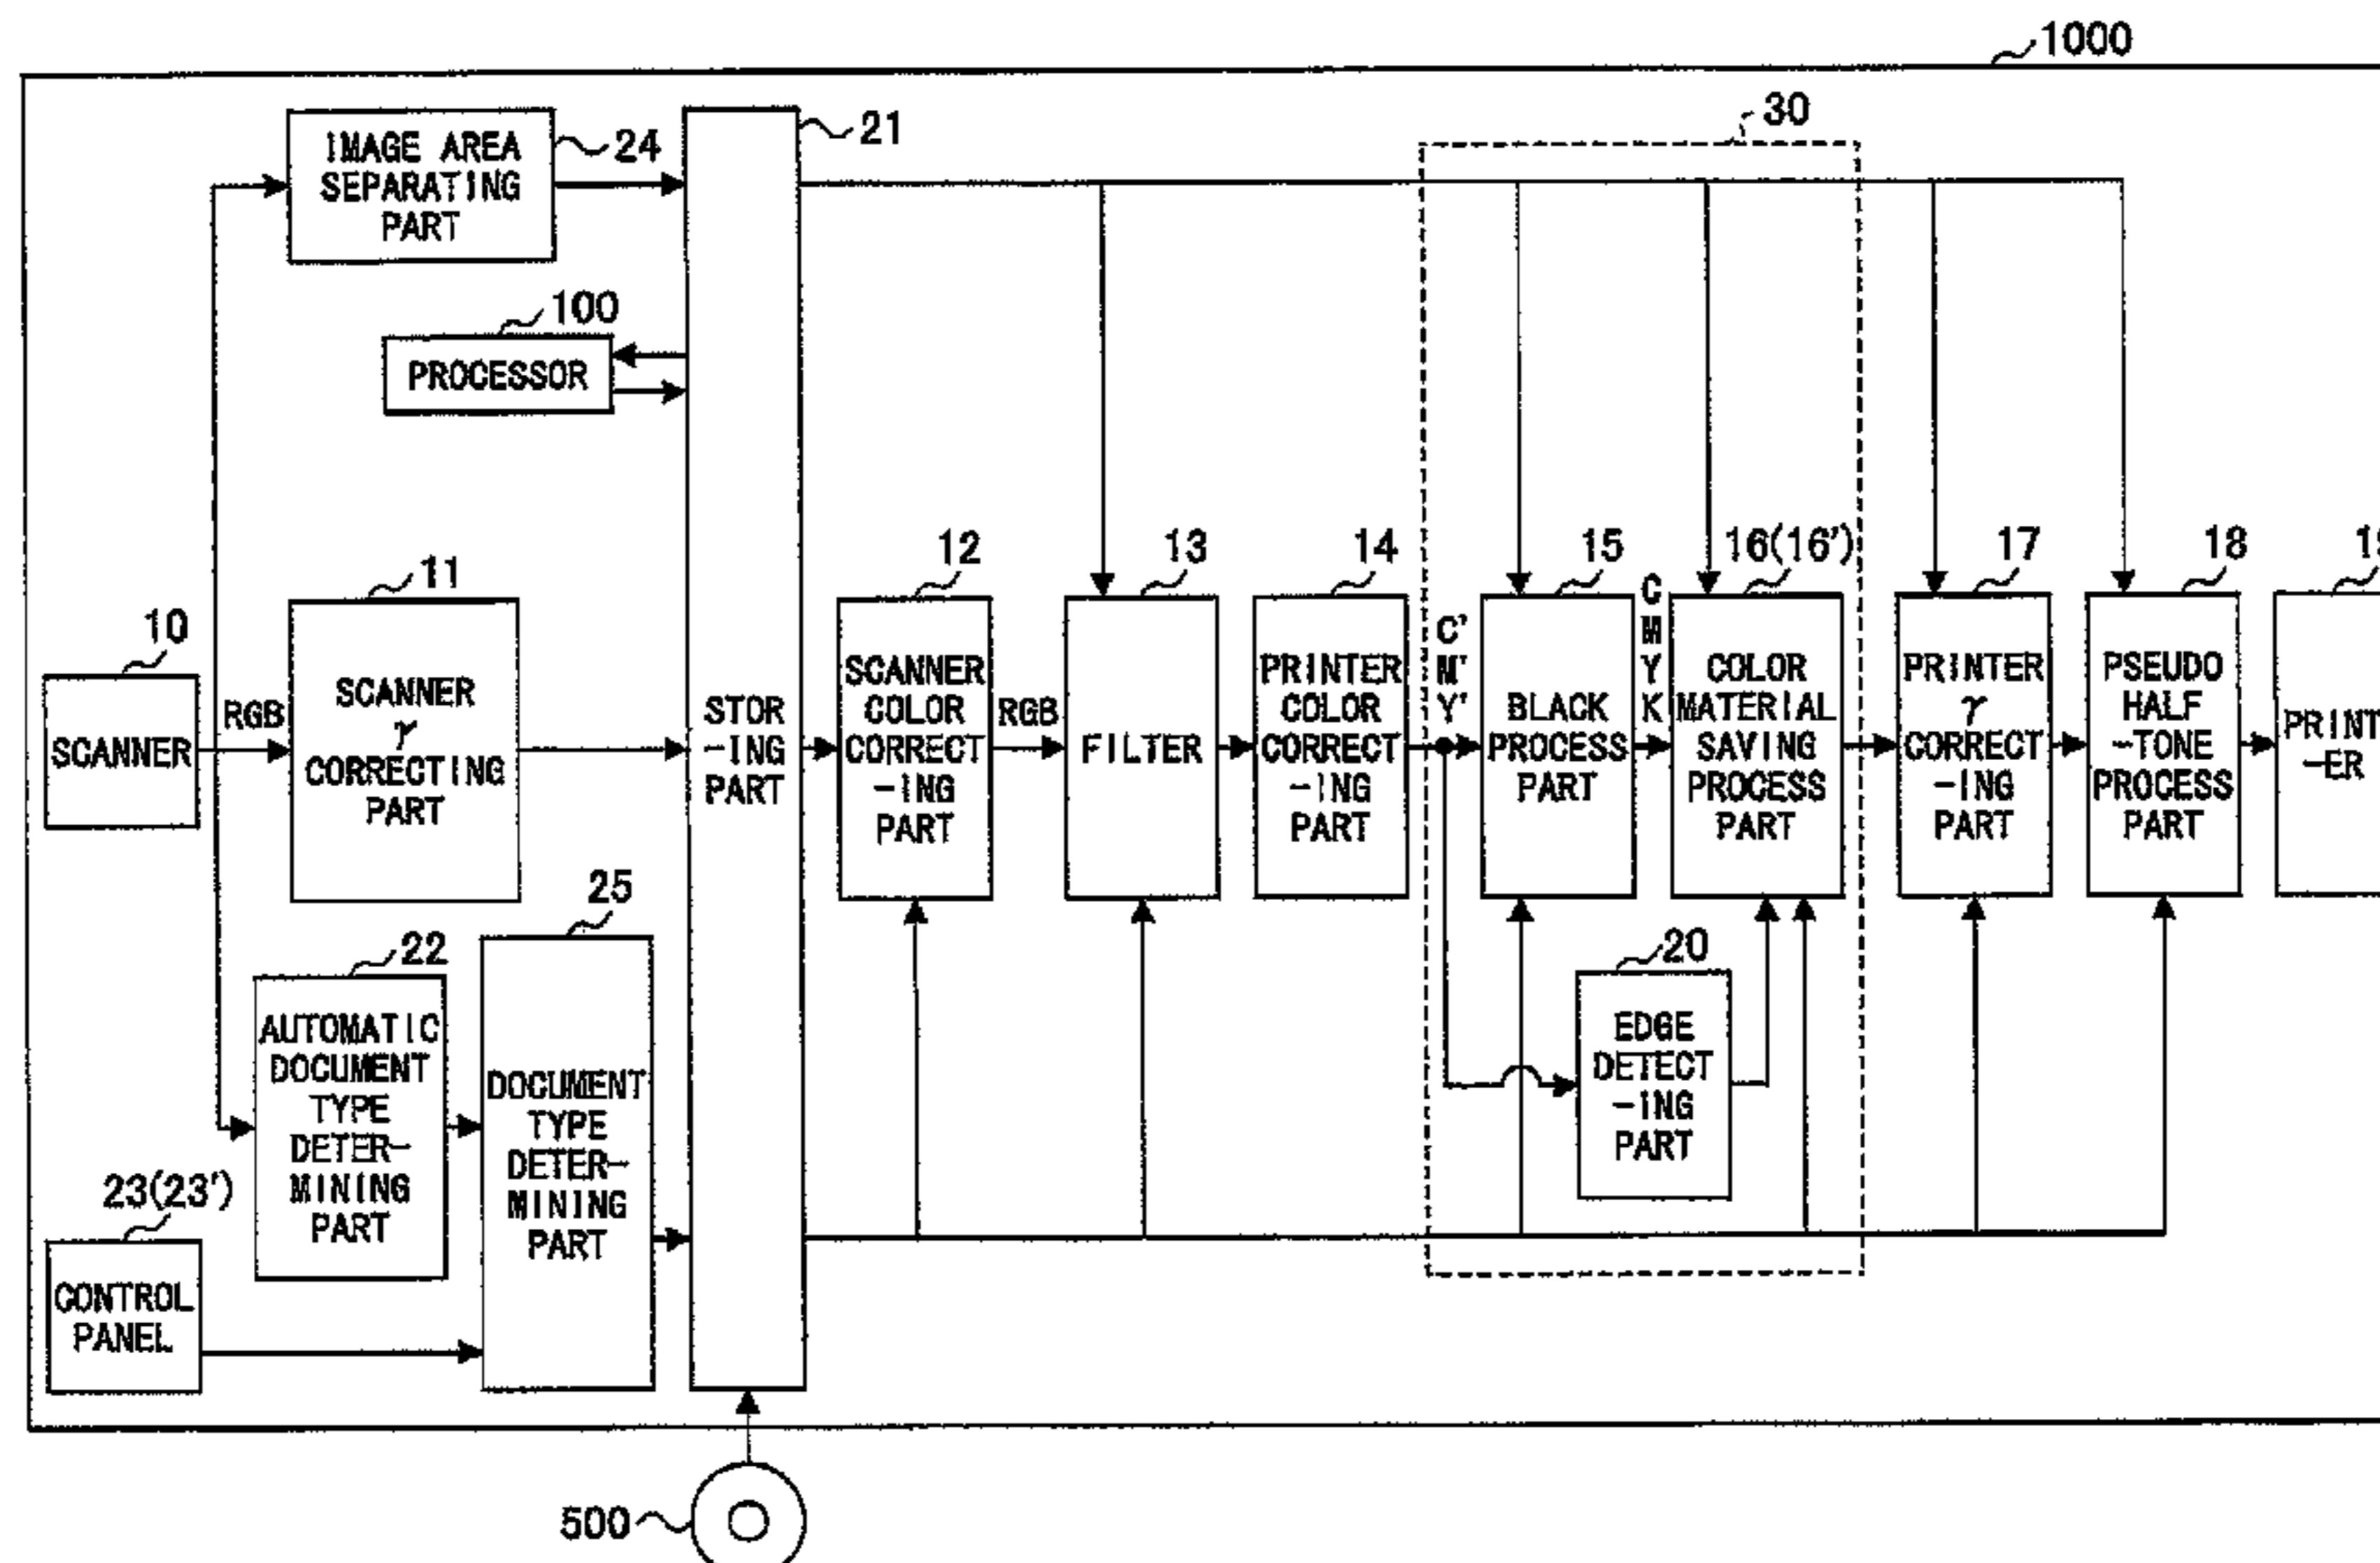 1000
30
21
IMAGE AREA
SEPARATING
PART
24
100
PROCESSOR
10
SCANNER
RGB
11
SCANNER
γ
CORRECTING
PART
STOR
-ING
PART
12
SCANNER
COLOR
CORRECT
-ING
PART
RGB
13
FILTER
14
PRINTER
COLOR
CORRECT
-ING
PART
C'
M'
Y'
15
BLACK
PROCESS
PART
C
M
Y
K
16(16')
COLOR
MATERIAL
SAVING
PROCESS
PART
17
PRINTER
γ
CORRECT
-ING
PART
18
PSEUDO
HALF
-TONE
PROCESS
PART
PRINT
-ER
22
AUTOMATIC
DOCUMENT
TYPE
DETER-
MINING
PART
25
DOCUMENT
TYPE
DETER-
MINING
PART
20
EDGE
DETECT
-ING
PART
23(23')
CONTROL
PANEL
500